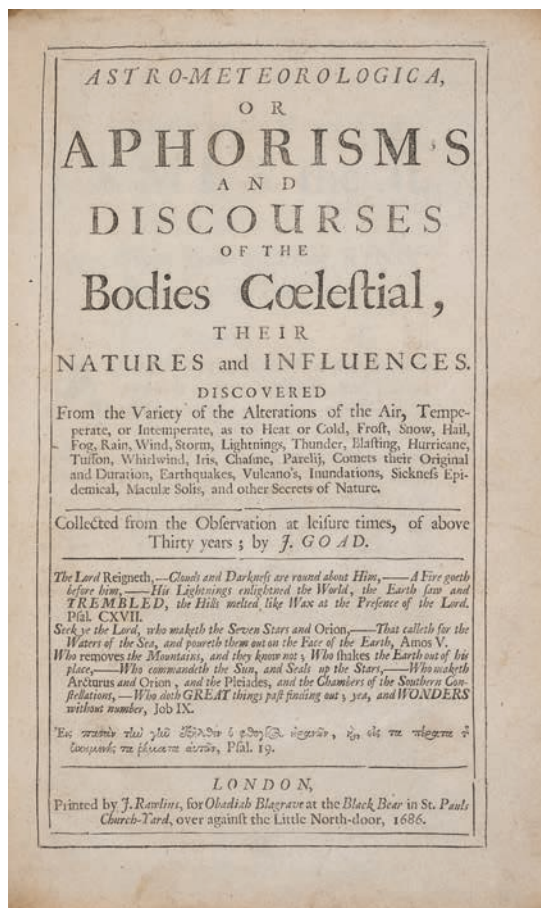 ASTRO-METEOROLOGICA,
OR
APHORISM'S
AND
DISCOURSES
OF THE
Bodies Cœleſtial,
THEIR
NATURES and INFLUENCES.
DISCOVERED
From the Variety of the Alterations of the Air, Tempe-
perate, or Intemperate, as to Heat or Cold, Froſt, Snow, Hail,
Fog, Rain, Wind, Storm, Lightnings, Thunder, Blaſting, Hurricane,
Tuffon, Whirlwind, Iris, Chaſme, Parelij, Comets their Original
and Duration, Earthquakes, Vulcano's, Inundations, Sickneſs Epi-
demical, Maculæ Solis, and other Secrets of Nature.
Collected from the Obſervation at leiſure times, of above
Thirty years; by J. GOAD.
The Lord Reigneth,—Clouds and Darkneſs are round about Him,——A Fire goeth
before him,——His Lightnings enlightned the World, the Earth ſaw and
TREMBLED, the Hills melted like Wax at the Preſence of the Lord.
Pſal. CXVII.
Seek ye the Lord, who maketh the Seven Stars and Orion,——That calleth for the
Waters of the Sea, and poureth them out on the Face of the Earth, Amos V.
Who removes the Mountains, and they know not; Who ſhakes the Earth out of his
place,——Who commandeth the Sun, and Seals up the Stars,——Who maketh
Arcturus and Orion, and the Pleiades, and the Chambers of the Southern Con-
ſtellations,—Who doth GREAT things paſt finding out; yea, and WONDERS
without number, Job IX.
Εἰς πᾶσαν τὴν γῆν ἐξῆλθεν ὁ φθόγγος Pſal. 19.
LONDON,
Printed by J. Rawlins, for Obadiah Blagrave at the Black Bear in St. Pauls
Church-Yard, over againſt the Little North-door, 1686.